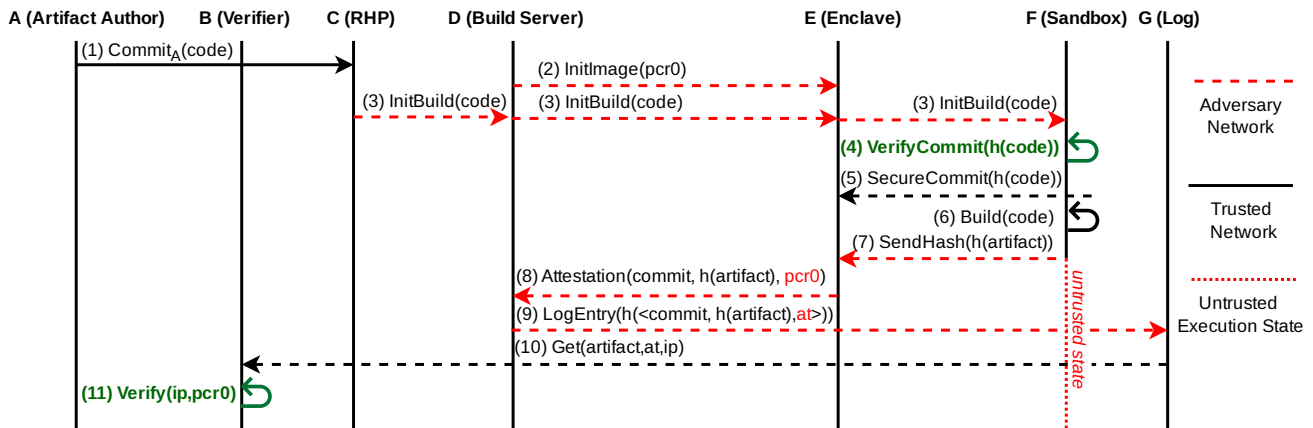 A (Artifact Author) B (Verifier) C (RHP) D (Build Server) E (Enclave) F (Sandbox) G (Log)
(1) CommitA(code)
(2) InitImage(pcr0)
(3) InitBuild(code)
(3) InitBuild(code)
(3) InitBuild(code)
(4) VerifyCommit(h(code))
(5) SecureCommit(h(code))
(6) Build(code)
(7) SendHash(h(artifact))
(8) Attestation(commit, h(artifact), pcr0)
(9) LogEntry(h(<commit, h(artifact),at>))
(10) Get(artifact,at,ip)
(11) Verify(ip,pcr0)
untrusted state
Adversary
Network
Trusted
Network
Untrusted
Execution State